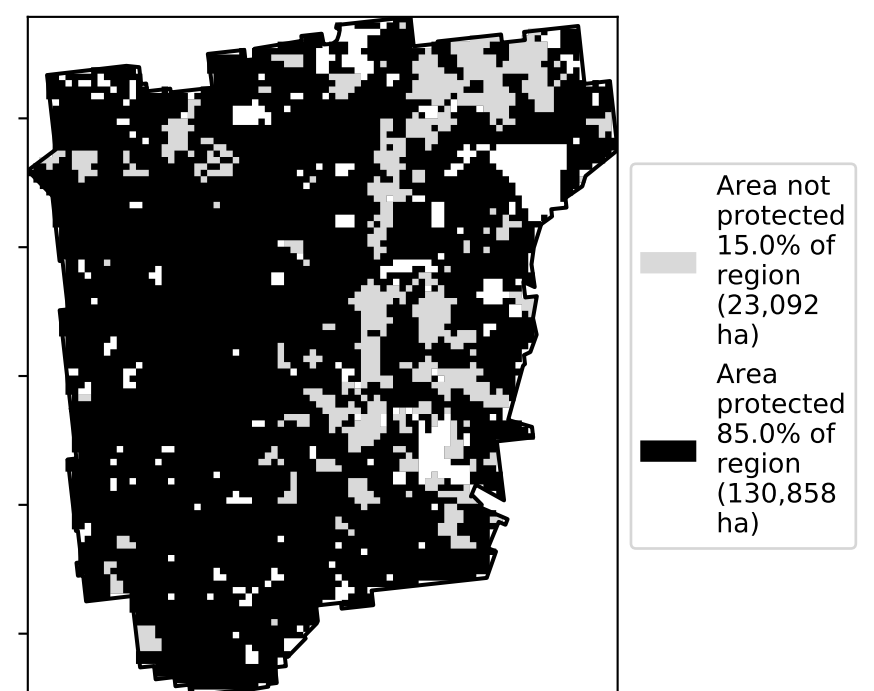 Area not
protected
15.0% of
region
(23,092
ha)
Area
protected
85.0% of
region
(130,858
ha)